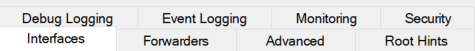 Debug Logging Event Logging Monitoring Security
Interfaces Forwarders Advanced Root Hints